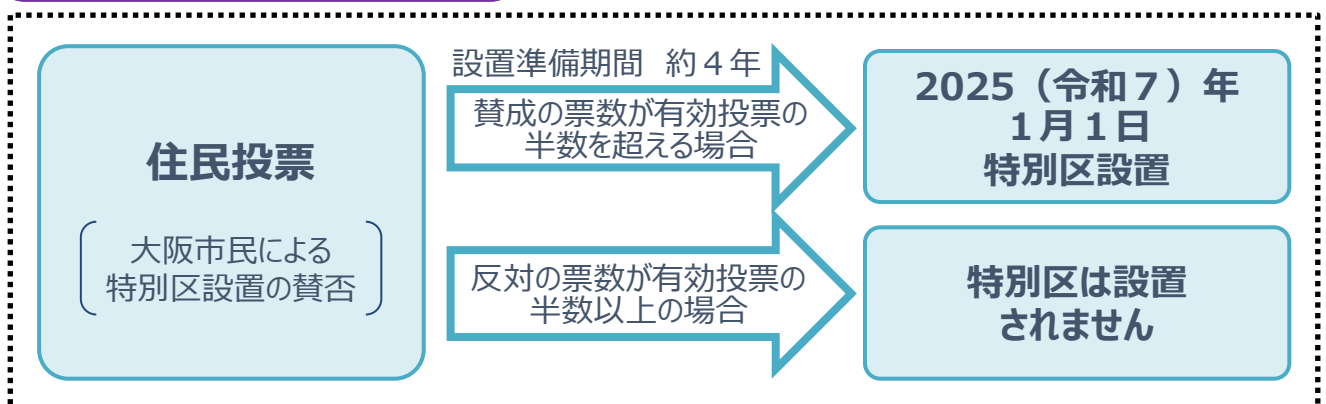 住民投票
大阪市民による
特別区設置の賛否
設置準備期間 約４年
賛成の票数が有効投票の
半数を超える場合
2025（令和７）年
１月１日
特別区設置
反対の票数が有効投票の
半数以上の場合
特別区は設置
されません